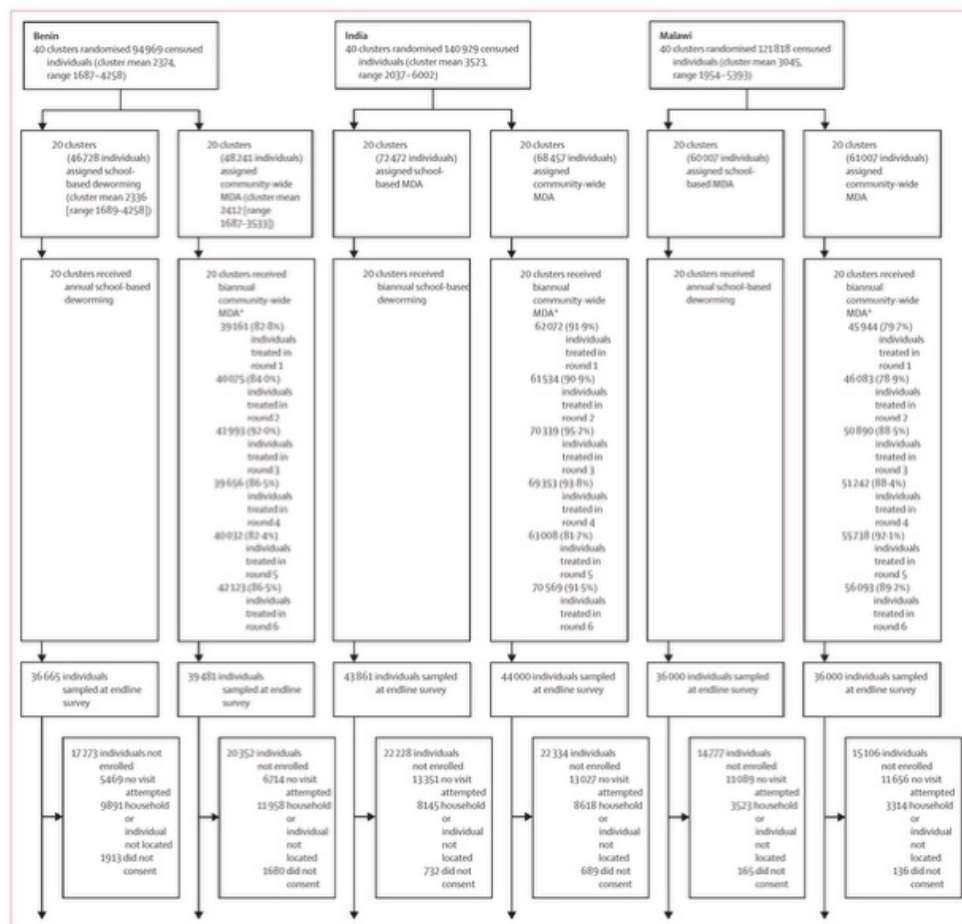 Benin
40 clusters randomised 94 969 censused
individuals (cluster mean 2374,
range 1687–4258)
India
40 clusters randomised 140 929 censused
individuals (cluster mean 3523,
range 2037–6002)
Malawi
40 clusters randomised 121 818 censused
individuals (cluster mean 3045,
range 1954–5393)
20 clusters
(46 728 individuals)
assigned school-
based deworming
(cluster mean 2336
[range 1689–4258])
20 clusters
(48 241 individuals)
assigned
community-wide
MDA (cluster mean
2412 [range
1687–3533])
20 clusters
(72 472 individuals)
assigned school-
based MDA
20 clusters
(68 457 individuals)
assigned
community-wide
MDA
20 clusters
(60 007 individuals)
assigned school-
based MDA
20 clusters
(61 007 individuals)
assigned
community-wide
MDA
20 clusters received
annual school-based
deworming
20 clusters received
biannual
community-wide
MDA*
39 161 (82·8%)
individuals
treated in
round 1
40 075 (84·0%)
individuals
treated in
round 2
41 993 (92·0%)
individuals
treated in
round 3
39 656 (86·5%)
individuals
treated in
round 4
40 032 (82·4%)
individuals
treated in
round 5
42 123 (86·5%)
individuals
treated in
round 6
20 clusters received
biannual school-based
deworming
20 clusters received
biannual
community-wide
MDA*
62 072 (91·9%)
individuals
treated in
round 1
61 534 (90·9%)
individuals
treated in
round 2
70 339 (95·2%)
individuals
treated in
round 3
69 353 (93·8%)
individuals
treated in
round 4
63 008 (81·7%)
individuals
treated in
round 5
70 569 (91·5%)
individuals
treated in
round 6
20 clusters received
annual school-based
deworming
20 clusters received
biannual
community-wide
MDA*
45 944 (79·7%)
individuals
treated in
round 1
46 083 (78·9%)
individuals
treated in
round 2
50 890 (88·5%)
individuals
treated in
round 3
51 242 (88·4%)
individuals
treated in
round 4
55 738 (92·1%)
individuals
treated in
round 5
56 093 (89·2%)
individuals
treated in
round 6
36 665 individuals
sampled at endline
survey
39 481 individuals
sampled at endline
survey
43 861 individuals sampled
at endline survey
44 000 individuals sampled
at endline survey
36 000 individuals sampled
at endline survey
36 000 individuals sampled
at endline survey
17 273 individuals not
enrolled
5469 no visit
attempted
9891 household
or
individual
not located
1913 did not
consent
20 352 individuals
not enrolled
6714 no visit
attempted
11 958 household
or
individual
not
located
1680 did not
consent
22 228 individuals
not enrolled
13 351 no visit
attempted
8145 household
or
individual
not
located
732 did not
consent
22 334 individuals
not enrolled
13 027 no visit
attempted
8618 household
or
individual
not
located
689 did not
consent
14 777 individuals
not enrolled
11 089 no visit
attempted
3523 household
or
individual
not
located
165 did not
consent
15 106 individuals
not enrolled
11 656 no visit
attempted
3314 household
or
individual
not
located
136 did not
consent